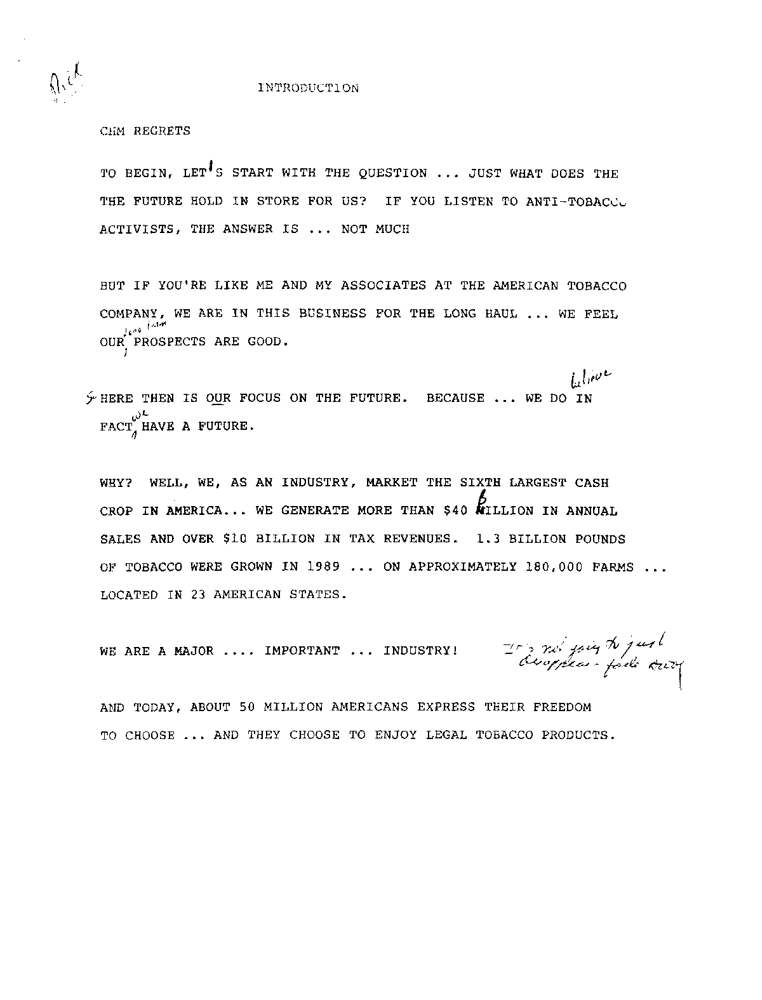 Dick
INTRODUCTION
CHM REGRETS
TO BEGIN, LET'S START WITH THE QUESTION ... JUST WHAT DOES THE
THE FUTURE HOLD IN STORE FOR US? IF YOU LISTEN TO ANTI-TOBACCO
ACTIVISTS, THE ANSWER IS ... NOT MUCH
BUT IF YOU'RE LIKE ME AND MY ASSOCIATES AT THE AMERICAN TOBACCO
COMPANY, WE ARE IN THIS BUSINESS FOR THE LONG HAUL ... WE FEEL
long term
OUR PROSPECTS ARE GOOD.
believe
HERE THEN IS OUR FOCUS ON THE FUTURE. BECAUSE ... WE DO IN
we
FACT HAVE A FUTURE.
WHY? WELL, WE, AS AN INDUSTRY, MARKET THE SIXTH LARGEST CASH
CROP IN AMERICA... WE GENERATE MORE THAN $40 BILLION IN ANNUAL
SALES AND OVER $10 BILLION IN TAX REVENUES. 1.3 BILLION POUNDS
OF TOBACCO WERE GROWN IN 1989 ... ON APPROXIMATELY 180,000 FARMS ...
LOCATED IN 23 AMERICAN STATES.
WE ARE A MAJOR .... IMPORTANT ... INDUSTRY! It's not going to just
disappear - fade away
AND TODAY, ABOUT 50 MILLION AMERICANS EXPRESS THEIR FREEDOM
TO CHOOSE ... AND THEY CHOOSE TO ENJOY LEGAL TOBACCO PRODUCTS.